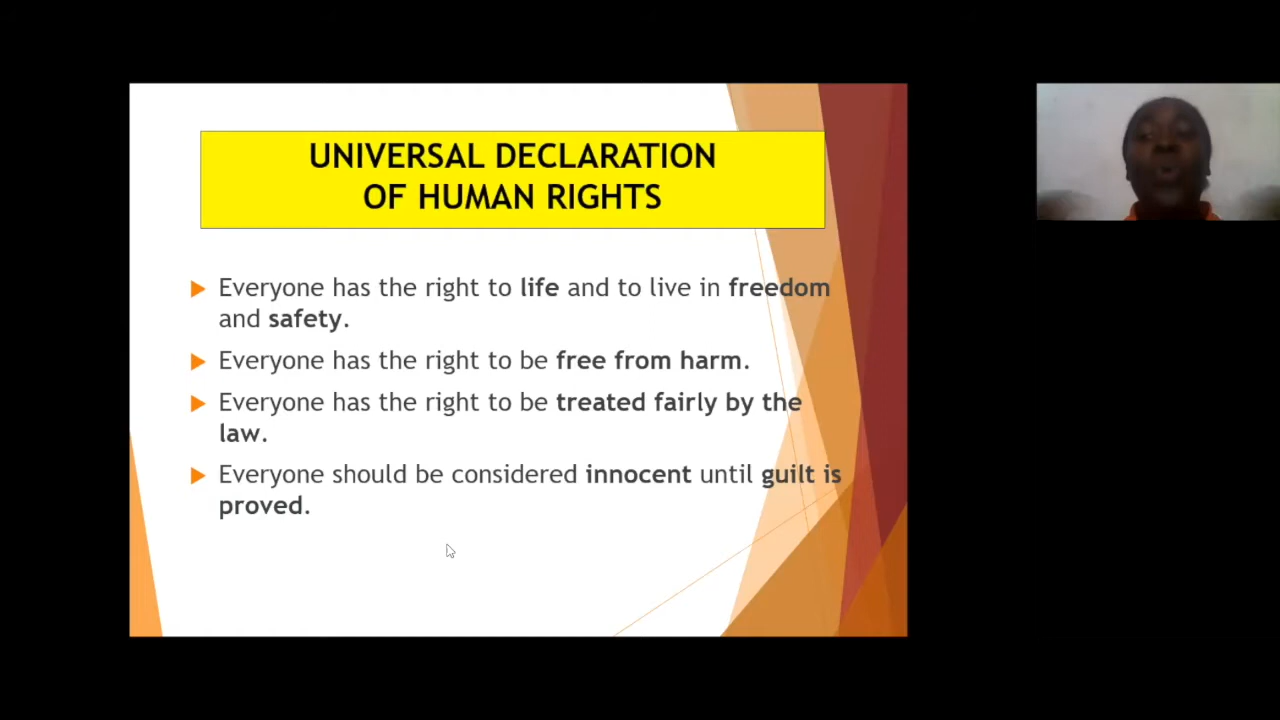 UNIVERSAL DECLARATION
OF HUMAN RIGHTS
Everyone has the right to life and to live in freedom
and safety.
Everyone has the right to be free from harm.
Everyone has the right to be treated fairly by the
law.
Everyone should be considered innocent until guilt is
proved.